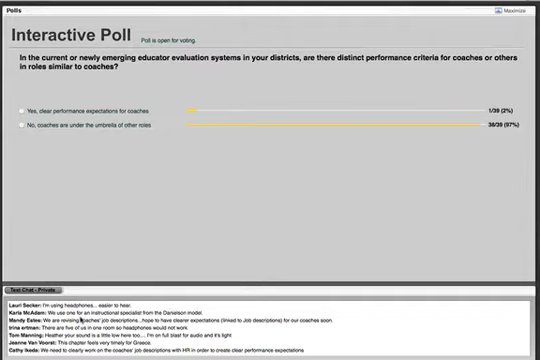 Polls
Maximize
Interactive Poll Poll is open for voting.
In the current or newly emerging educator evaluation systems in your districts, are there distinct performance criteria for coaches or others
in roles similar to coaches?
Yes, clear performance expectations for coaches 1/39 (2%)
No, coaches are under the umbrella of other roles 38/39 (97%)
Text Chat - Private
Lauri Secker: I'm using headphones... easier to hear.
Karla McAdam: We use one for an instructional specialist from the Danselson model.
Mandy Estes: We are revising coaches' job descriptions...hope to have clearer expectations (linked to Job descriptions) for our coaches soon.
trina ertman: There are five of us in one room so headphones would not work
Tom Manning: Heather your sound is a little low here too... I'm on full blast for audio and it's light
Jeanne Van Voorst: This chapter feels very timely for Greece.
Cathy Ikeda: We need to clearly work on the coaches' job descriptions with HR in order to create clear performance expectations